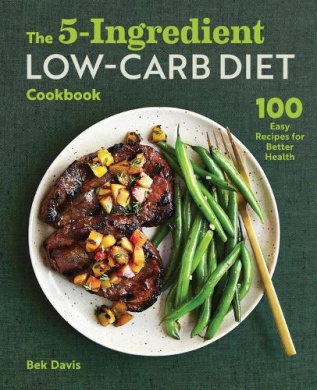 The 5-Ingredient
LOW-CARB DIET
Cookbook
100
Easy
Recipes for
Better
Health
Bek Davis